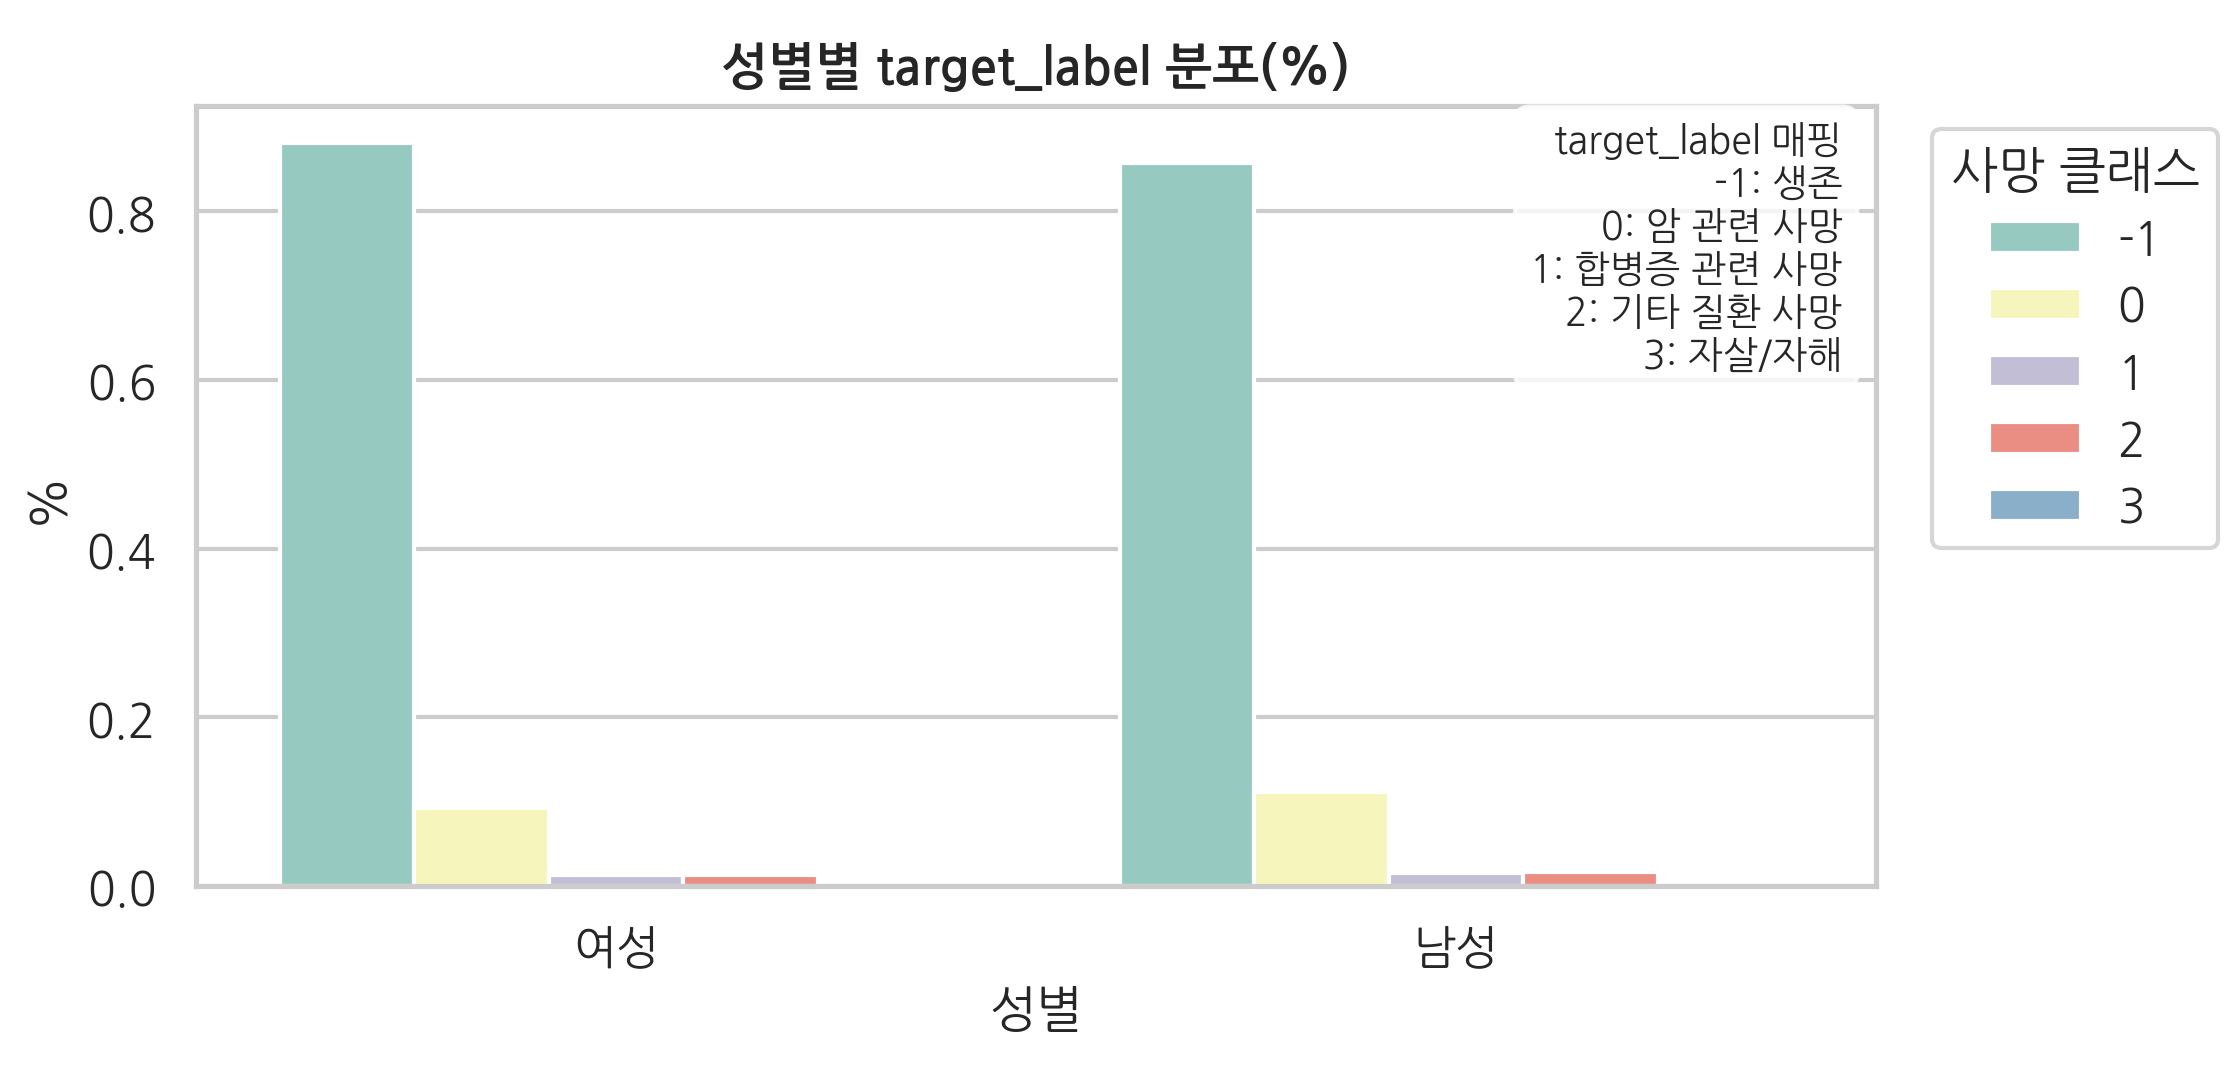 성별별 target_label 분포(%)
target_label 매핑
-1: 생존
0: 암 관련 사망
1: 합병증 관련 사망
2: 기타 질환 사망
3: 자살/자해
사망 클래스
-1
0
1
2
3
%
0.8
0.6
0.4
0.2
0.0
여성
남성
성별